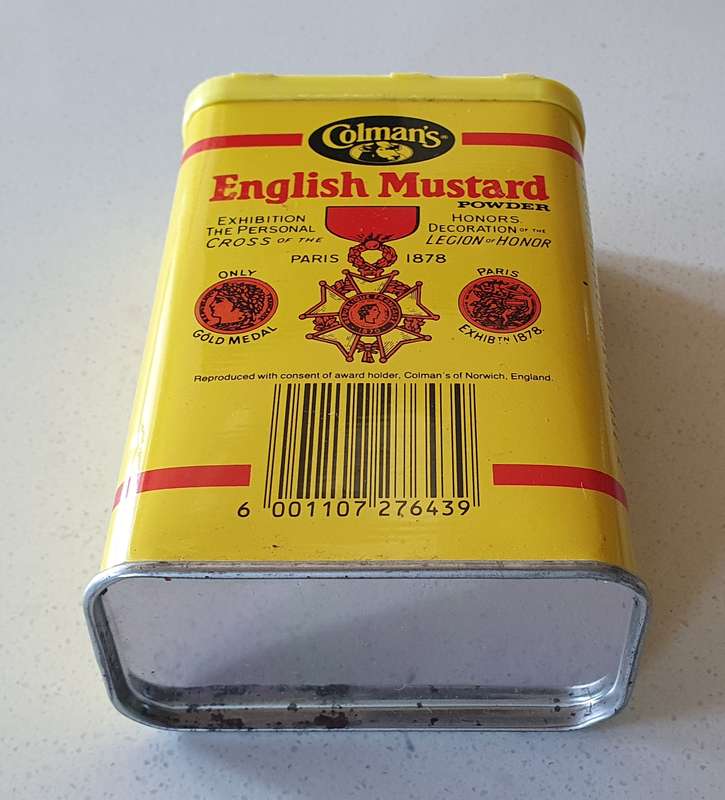 Colman's®
English Mustard
POWDER
EXHIBITION
THE PERSONAL
CROSS OF THE
HONORS.
DECORATION OF THE
LEGION OF HONOR
PARIS 1878
ONLY
GOLD MEDAL
PARIS
EXHIBTN 1878.
1870
Reproduced with consent of award holder, Colman's of Norwich, England.
6 001107 276439